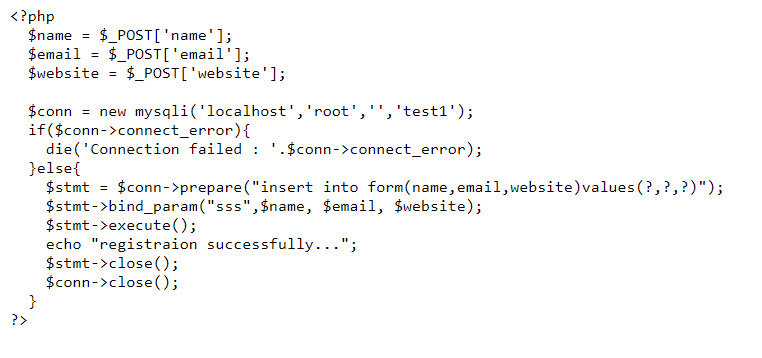 <?php
  $name = $_POST['name'];
  $email = $_POST['email'];
  $website = $_POST['website'];

  $conn = new mysqli('localhost','root','','test1');
  if($conn->connect_error){
    die('Connection failed : '.$conn->connect_error);
  }else{
    $stmt = $conn->prepare("insert into form(name,email,website)values(?,?,?)");
    $stmt->bind_param("sss",$name, $email, $website);
    $stmt->execute();
    echo "registraion successfully...";
    $stmt->close();
    $conn->close();
  }
?>